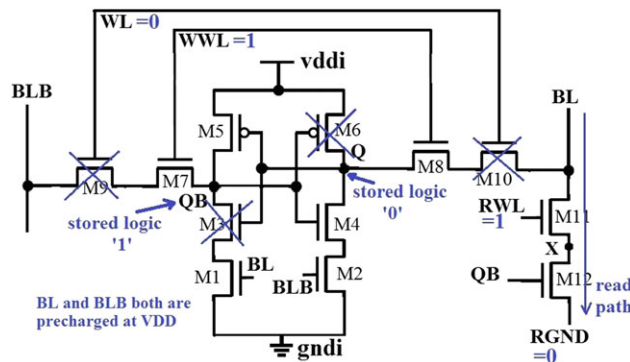 WL =0
WWL =1
vddi
BLB
BL
M5
M6
Q
M9
M7
M8
M10
QB
stored logic
'1'
stored logic
'0'
RWL
=1
M11
M3
M4
X
M1
BL
BLB
M2
QB
M12
read
path
BL and BLB both are
precharged at VDD
gndi
RGND
=0